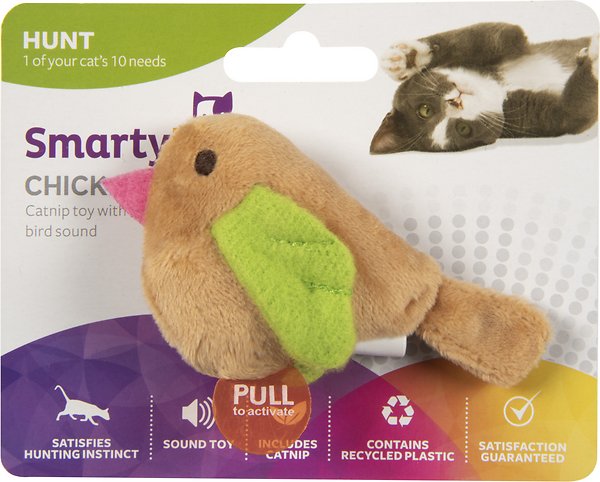 HUNT
1 of your cat's 10 needs
Smarty
CHICK
Catnip toy with
bird sound
PULL
to activate
SATISFIES
HUNTING INSTINCT
SOUND TOY
INCLUDES
CATNIP
CONTAINS
RECYCLED PLASTIC
SATISFACTION
GUARANTEED